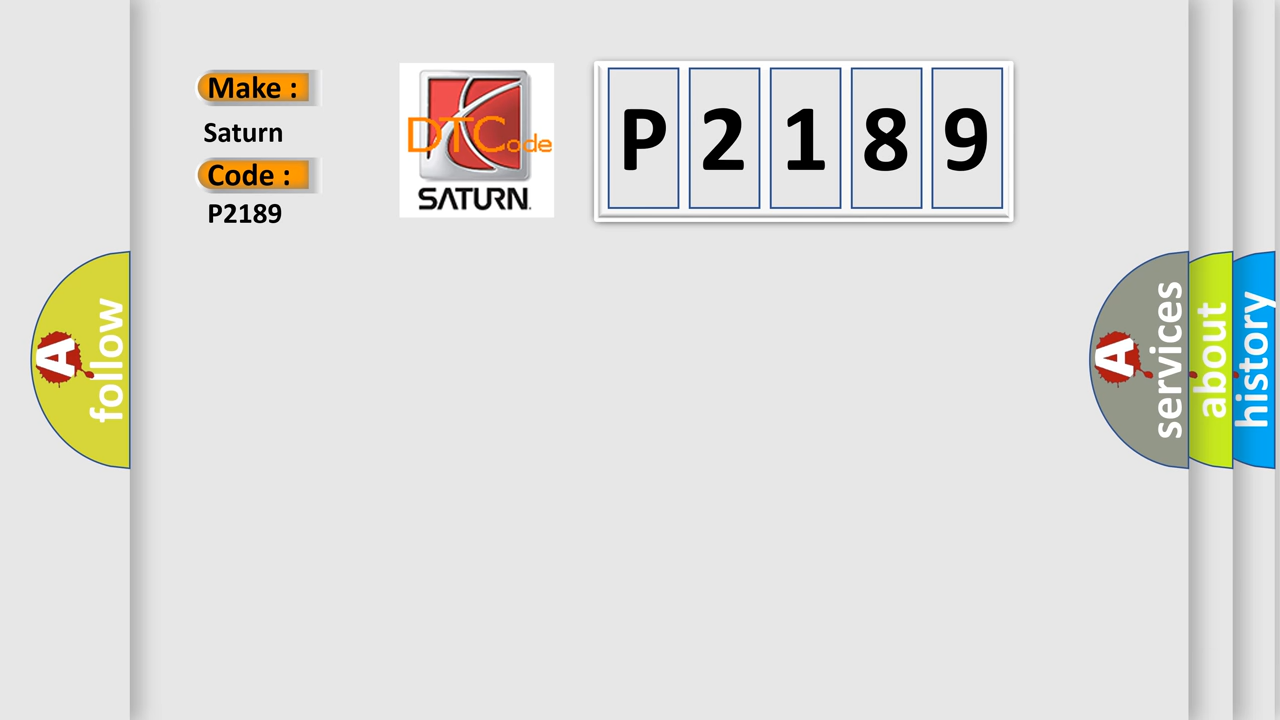 Make :
Saturn
Code :
P2189
DTCode
SATURN
P 2 1 8 9
A
follow
A
services
about
history